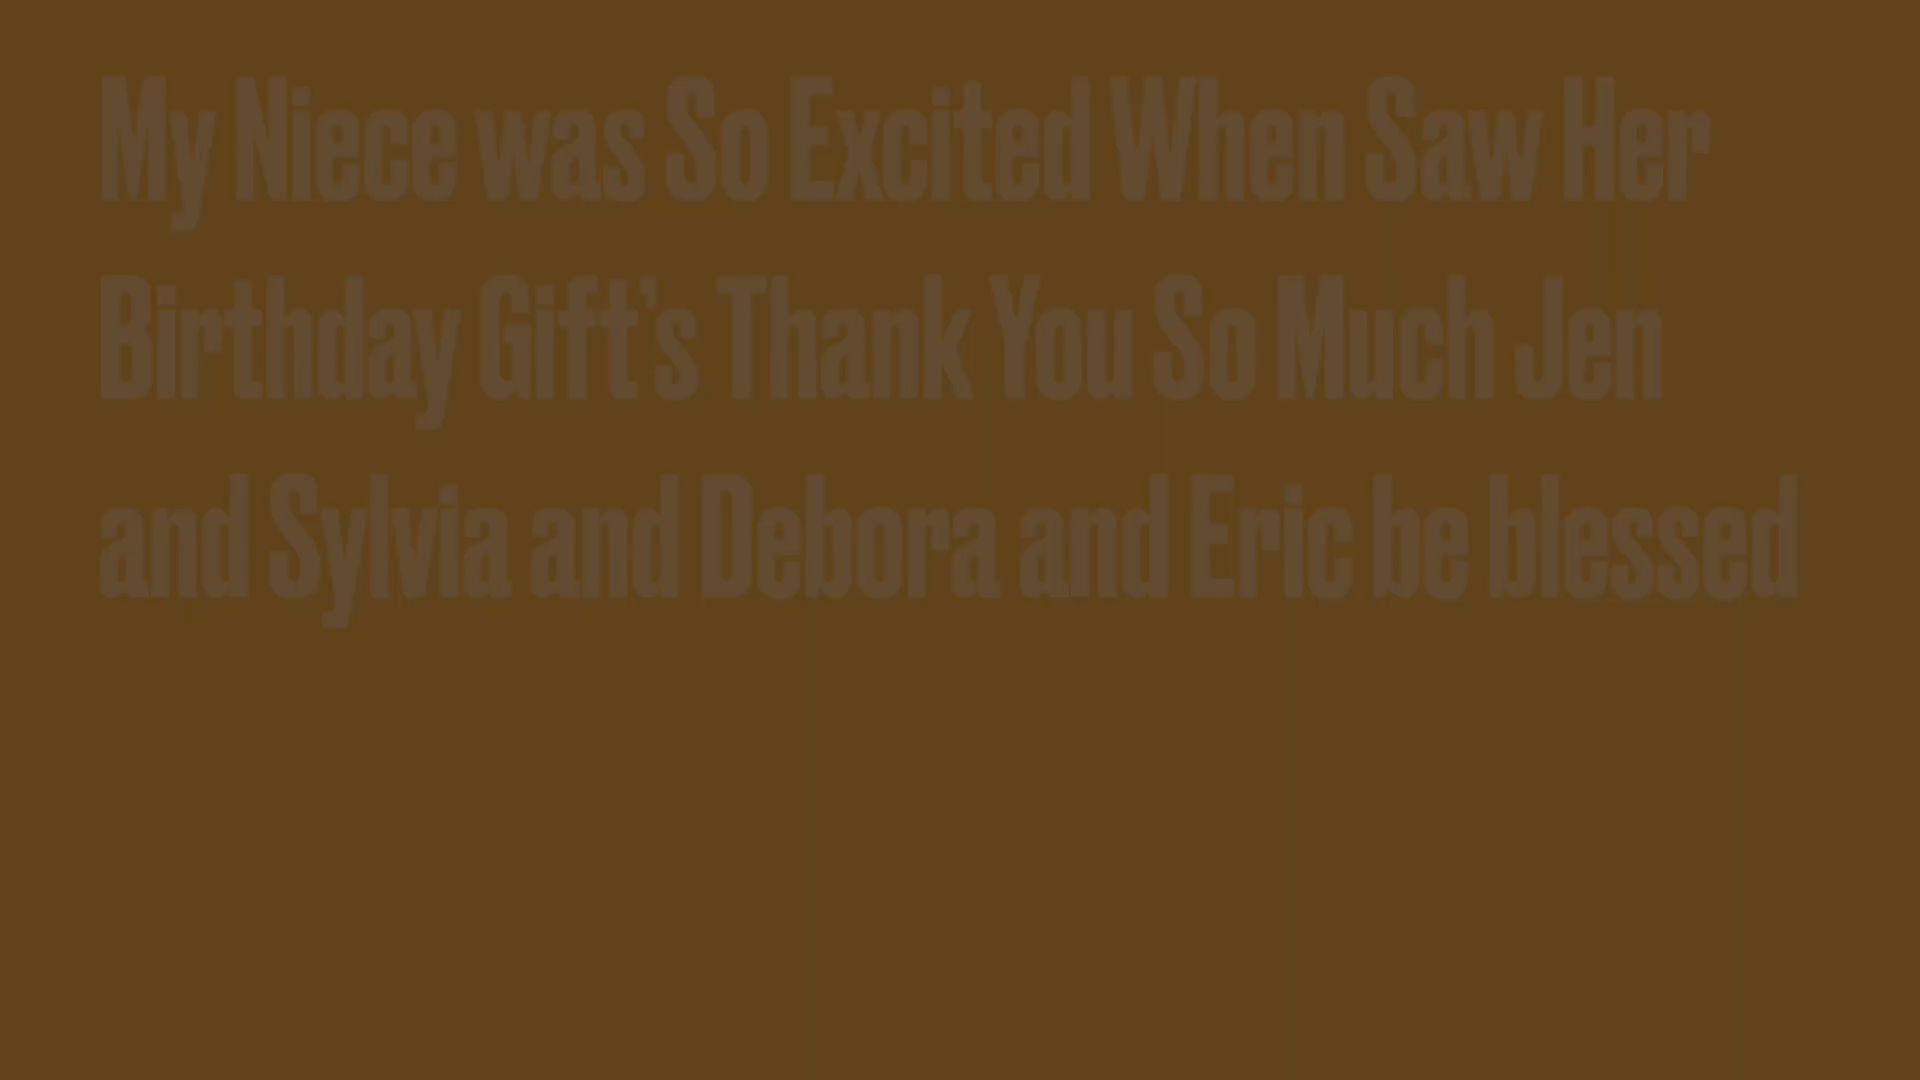 My Niece was So Excited When Saw Her
Birthday Gift's Thank You So Much Jen
and Sylvia and Debora and Eric be blessed